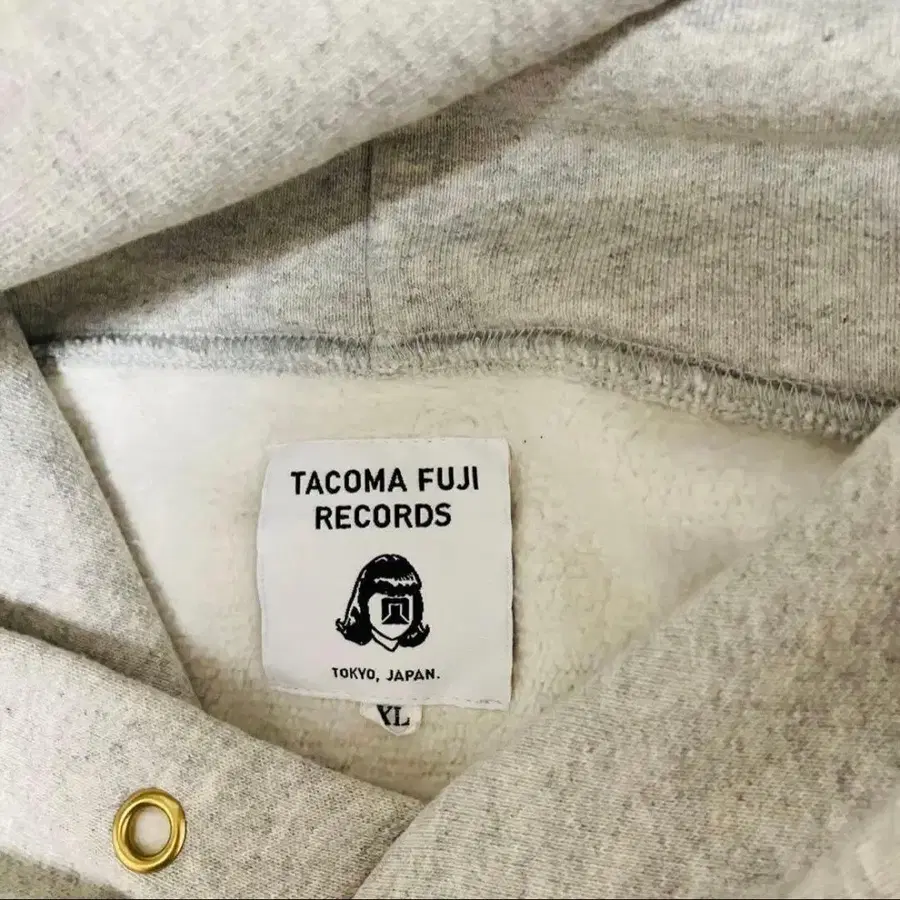 TACOMA FUJI
RECORDS
TOKYO, JAPAN.
XL